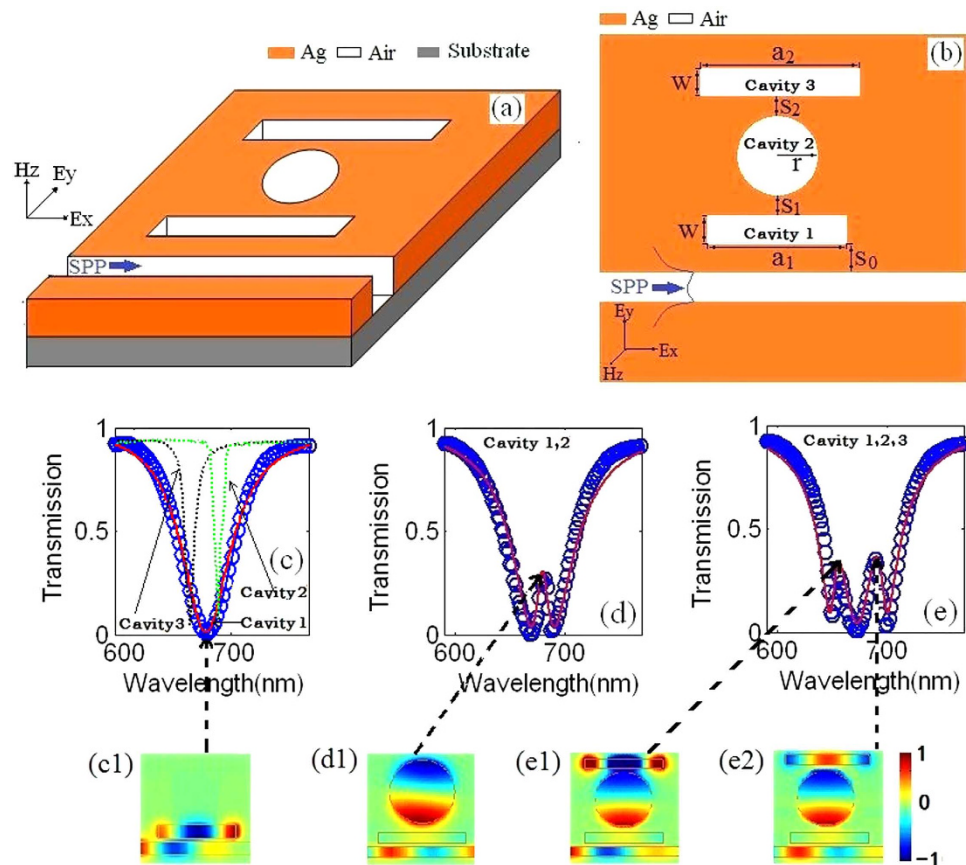 Ag Air Substrate
(a)
Hz
Ey
Ex
SPP
Ag Air
(b)
a2
W
Cavity 3
S2
Cavity 2
r
S1
W
Cavity 1
a1
S0
SPP
Ey
Ex
Hz
Transmission
1
0.5
0
600 700
Wavelength(nm)
(c)
Cavity2
Cavity3
Cavity 1
Transmission
1
0.5
0
600 700
Wavelength(nm)
Cavity 1,2
(d)
Transmission
1
0.5
0
600 700
Wavelength(nm)
Cavity 1,2,3
(e)
(c1)
(d1)
(e1)
(e2)
1
0
-1